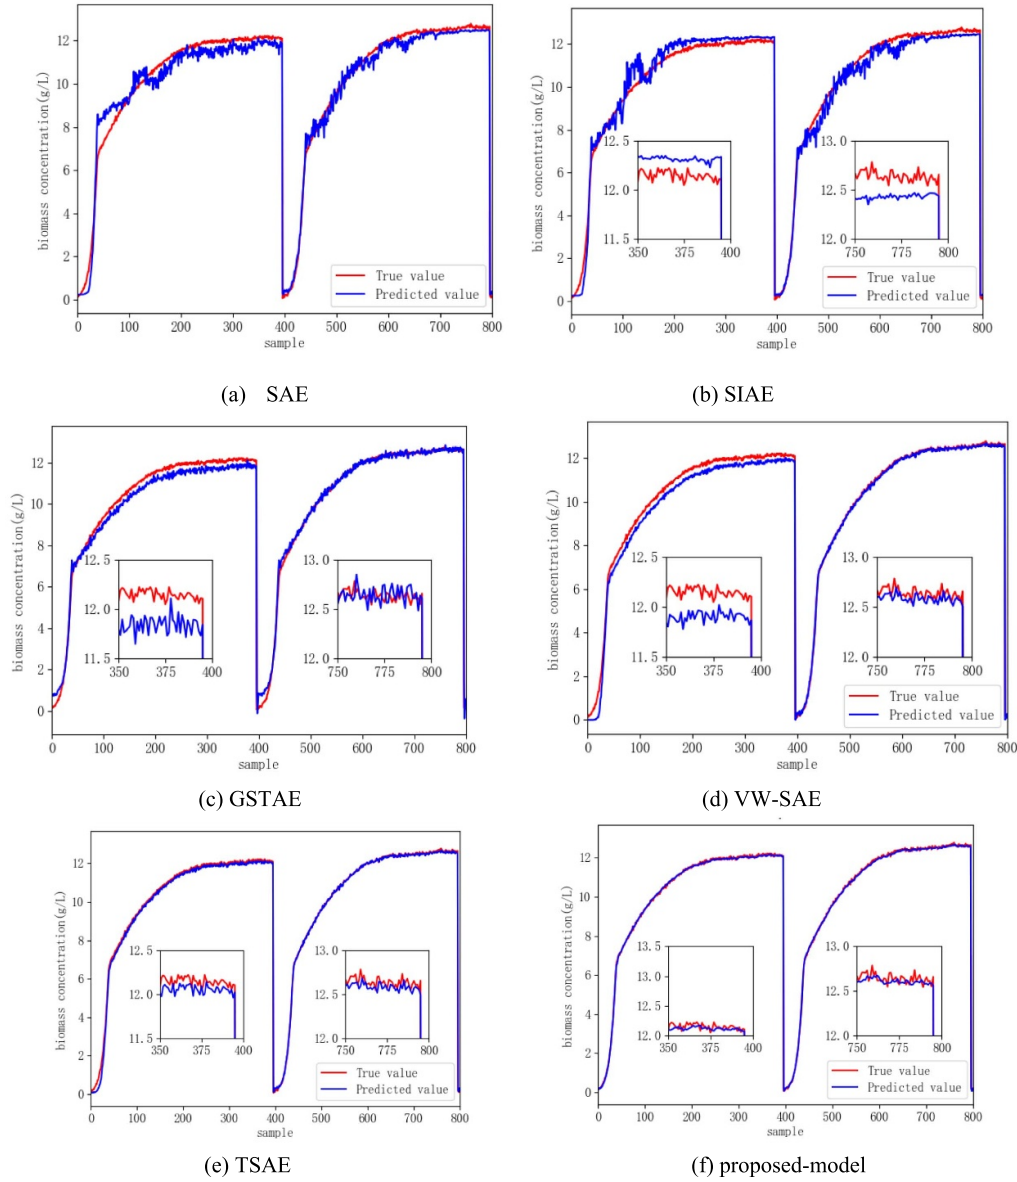 biomass concentration(g/L)
12
10
8
6
4
2
0
True value
Predicted value
0 100 200 300 400 500 600 700 800
sample
(a) SAE
biomass concentration(g/L)
12
10
8
6
4
2
0
12.5
12.0
11.5
350 375 400
13.0
12.5
12.0
750 775 800
True value
Predicted value
0 100 200 300 400 500 600 700 800
sample
(b) SIAE
biomass concentration(g/L)
12
10
8
6
4
2
0
12.5
12.0
11.5
350 375 400
13.0
12.5
12.0
750 775 800
0 100 200 300 400 500 600 700 800
sample
(c) GSTAE
biomass concentration(g/L)
12
10
8
6
4
2
0
12.5
12.0
11.5
350 375 400
13.0
12.5
12.0
750 775 800
True value
Predicted value
0 100 200 300 400 500 600 700 800
sample
(d) VW-SAE
biomass concentration(g/L)
12
10
8
6
4
2
0
12.5
12.0
11.5
350 375 400
13.0
12.5
12.0
750 775 800
True value
Predicted value
0 100 200 300 400 500 600 700 800
sample
(e) TSAE
biomass concentration(g/L)
12
10
8
6
4
2
0
13.5
13.0
12.5
12.0
350 375 400
13.0
12.5
12.0
750 775 800
True value
Predicted value
0 100 200 300 400 500 600 700 800
sample
(f) proposed-model